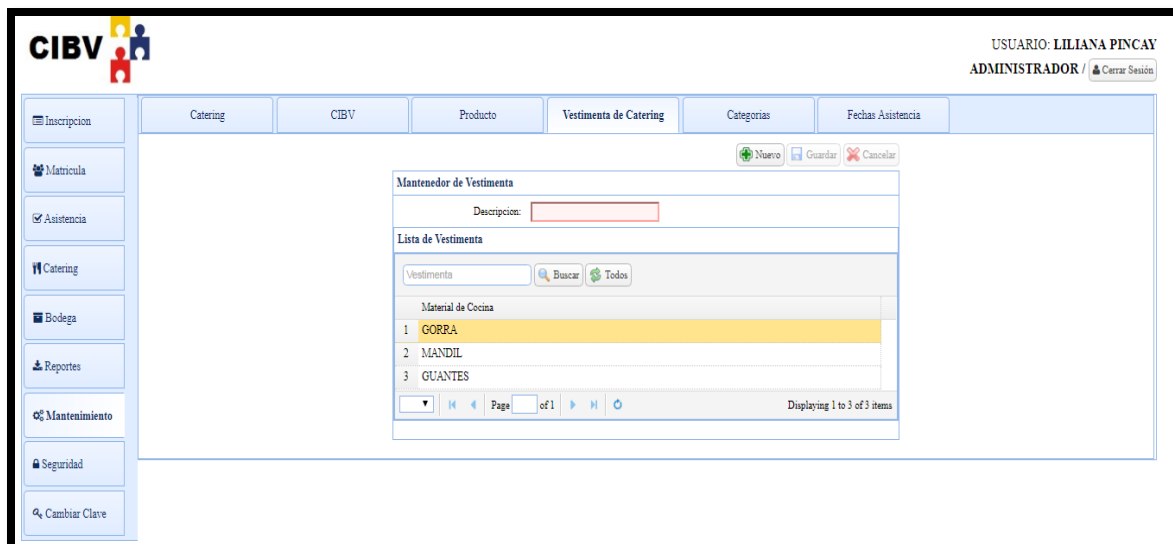 CIBV
USUARIO: LILIANA PINCAY
ADMINISTRADOR / Cerrar Sesión
Inscripcion
Matricula
Asistencia
Catering
Bodega
Reportes
Mantenimiento
Seguridad
Cambiar Clave
Catering CIBV Producto Vestimenta de Catering Categorias Fechas Asistencia
Nuevo Guardar Cancelar
Mantenedor de Vestimenta
Descripcion:
Lista de Vestimenta
Vestimenta Buscar Todos
Material de Cocina
1 GORRA
2 MANDIL
3 GUANTES
Page of 1 Displaying 1 to 3 of 3 items